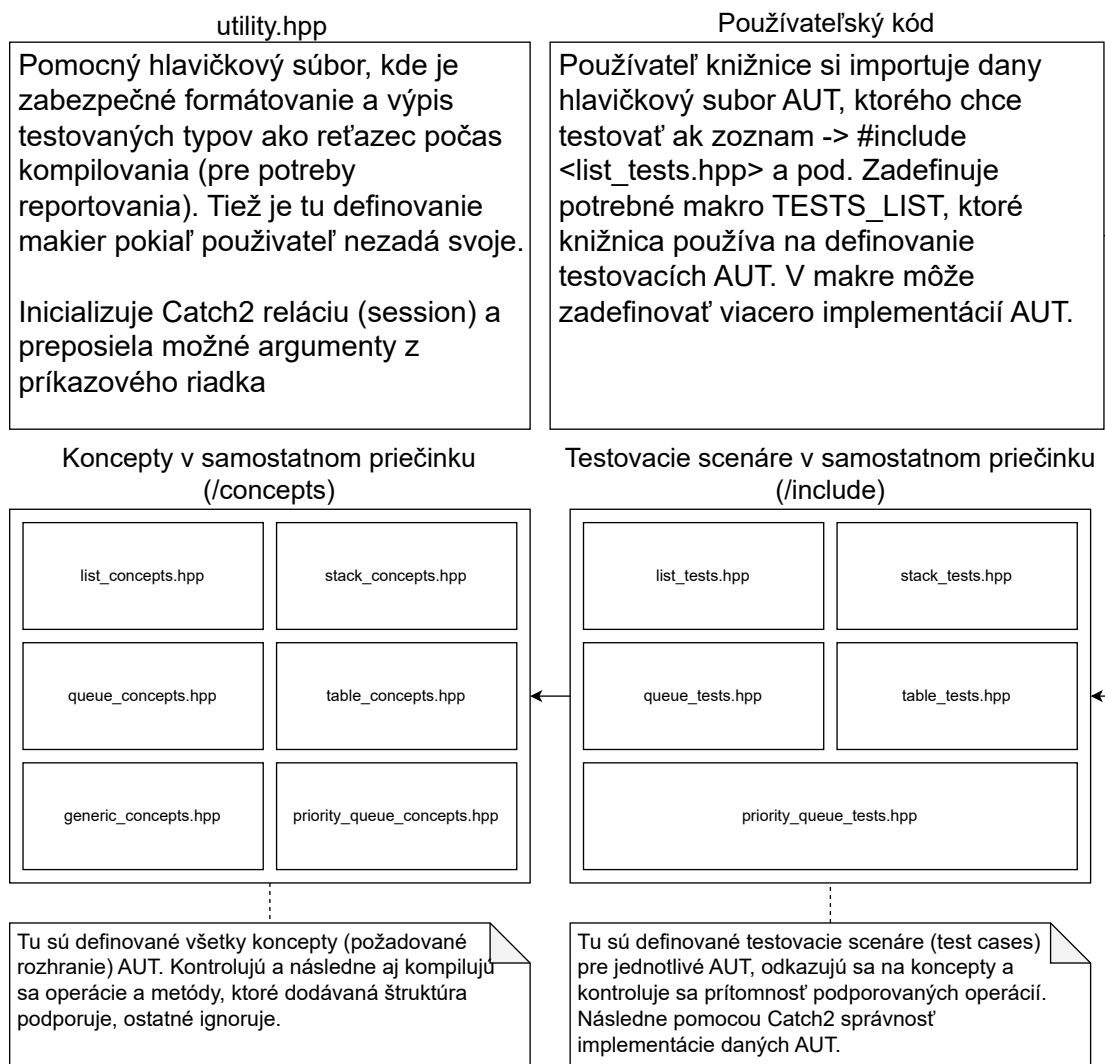 utility.hpp
Pomocný hlavičkový súbor, kde je
zabezpečné formátovanie a výpis
testovaných typov ako reťazec počas
kompilovania (pre potreby
reportovania). Tiež je tu definovanie
makier pokiaľ použivateľ nezadá svoje.
Inicializuje Catch2 reláciu (session) a
preposiela možné argumenty z
príkazového riadka
Používateľský kód
Používateľ knižnice si importuje dany
hlavičkový subor AUT, ktorého chce
testovať ak zoznam -> #include
<list_tests.hpp> a pod. Zadefinuje
potrebné makro TESTS_LIST, ktoré
knižnica používa na definovanie
testovacích AUT. V makre môže
zadefinovať viacero implementácií AUT.
Koncepty v samostatnom priečinku
(/concepts)
list_concepts.hpp
stack_concepts.hpp
queue_concepts.hpp
table_concepts.hpp
generic_concepts.hpp
priority_queue_concepts.hpp
Tu sú definované všetky koncepty (požadované
rozhranie) AUT. Kontrolujú a následne aj kompilujú
sa operácie a metódy, ktoré dodávaná štruktúra
podporuje, ostatné ignoruje.
Testovacie scenáre v samostatnom priečinku
(/include)
list_tests.hpp
stack_tests.hpp
queue_tests.hpp
table_tests.hpp
priority_queue_tests.hpp
Tu sú definované testovacie scenáre (test cases)
pre jednotlivé AUT, odkazujú sa na koncepty a
kontroluje sa prítomnosť podporovaných operácií.
Následne pomocou Catch2 správnosť
implementácie daných AUT.